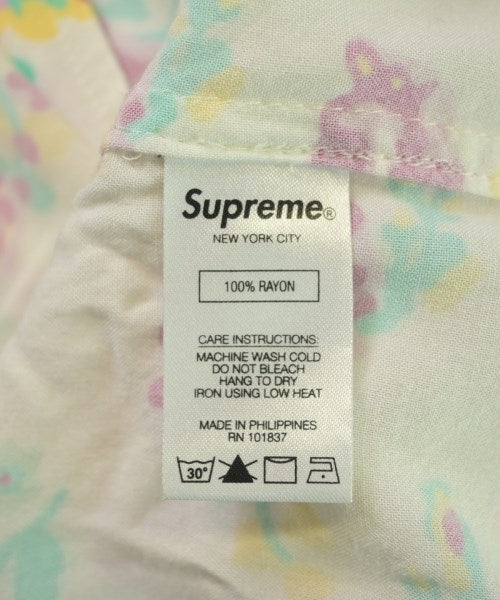 Supreme®
NEW YORK CITY
100% RAYON
CARE INSTRUCTIONS:
MACHINE WASH COLD
DO NOT BLEACH
HANG TO DRY
IRON USING LOW HEAT
MADE IN PHILIPPINES
RN 101837
30°